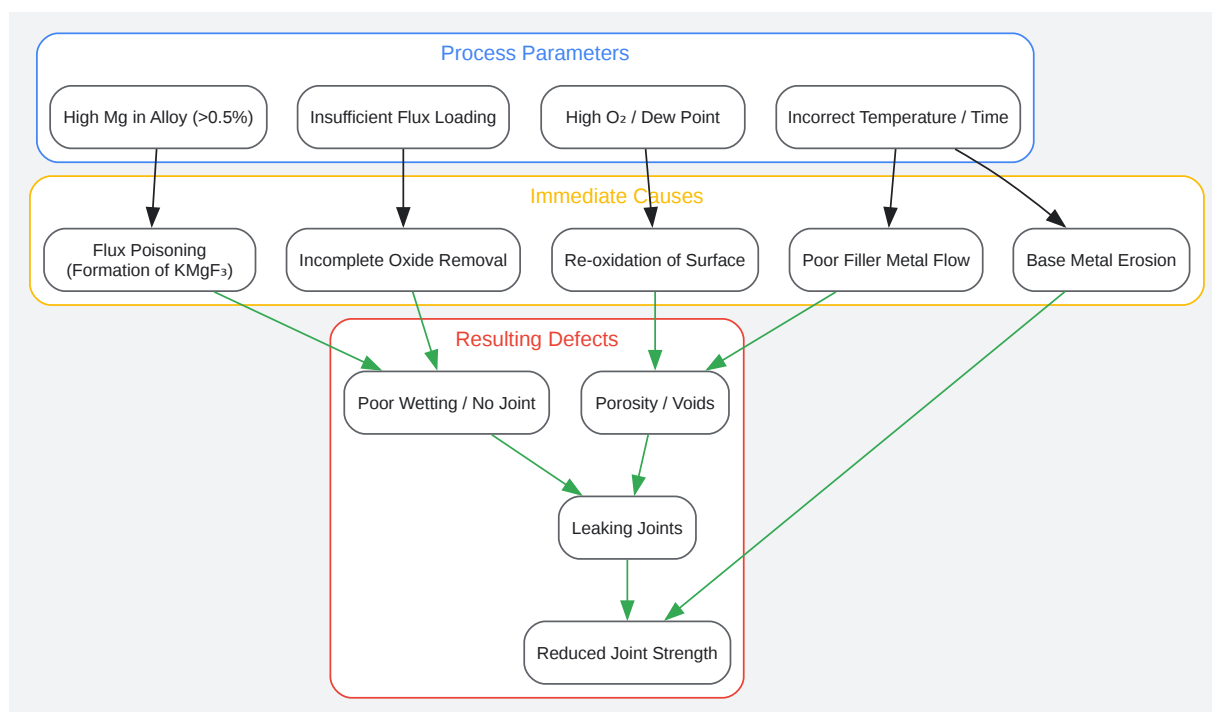 Process Parameters
High Mg in Alloy (>0.5%)
Insufficient Flux Loading
High O₂ / Dew Point
Incorrect Temperature / Time
Immediate Causes
Flux Poisoning
(Formation of KMgF₃)
Incomplete Oxide Removal
Re-oxidation of Surface
Poor Filler Metal Flow
Base Metal Erosion
Resulting Defects
Poor Wetting / No Joint
Porosity / Voids
Leaking Joints
Reduced Joint Strength